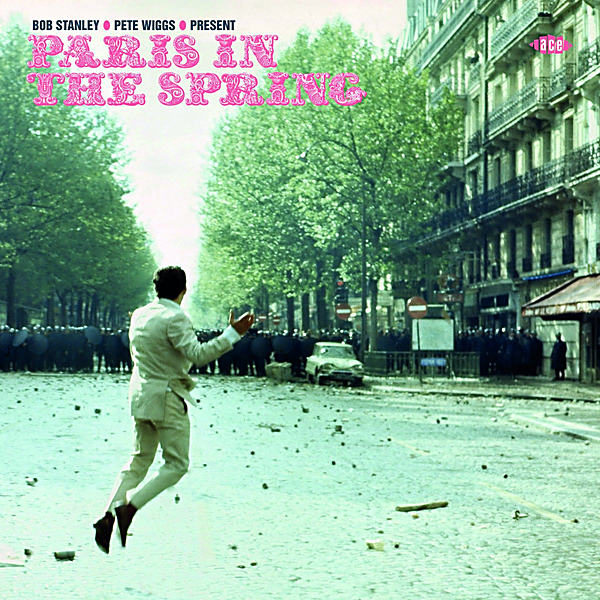 BOB STANLEY • PETE WIGGS • PRESENT
PARIS IN
THE SPRING
ace